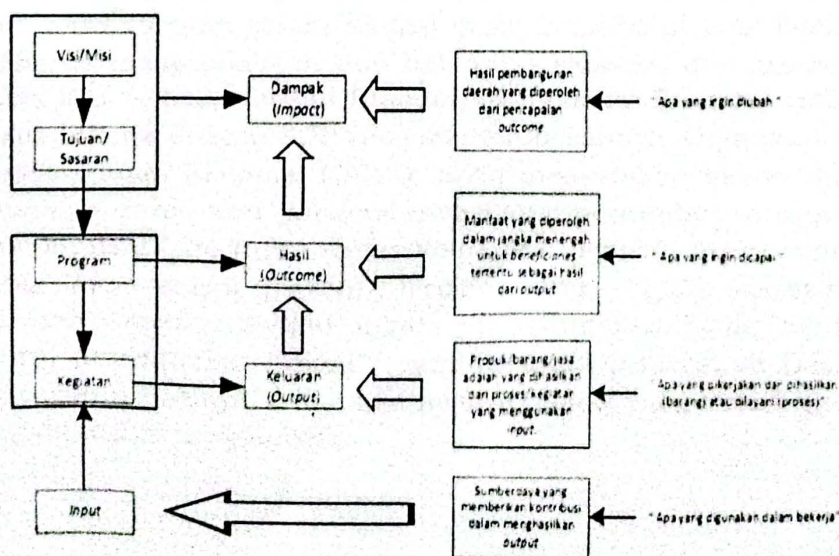 Visi/Misi
Tujuan/
Sasaran
Dampak
(Impact)
Hasil pembangunan
daerah yang diperoleh
dari pencapaian
outcome
"Apa yang ingin diubah"
Program
Hasil
(Outcome)
Manfaat yang diperoleh
dalam jangka menengah
untuk beneficiries
tertentu sebagai hasil
dari output
"Apa yang ingin dicapai"
Kegiatan
Keluaran
(Output)
Produk/barang/jasa
adalah yang dihasilkan
dari proses/kegiatan
yang menggunakan
input.
Apa yang dikerjakan dan dihasilkan
(barang) atau dilayani (proses)"
Input
Sumberdaya yang
memberikan kontribusi
dalam menghasilkan
output
"Apa yang digunakan dalam bekerja"